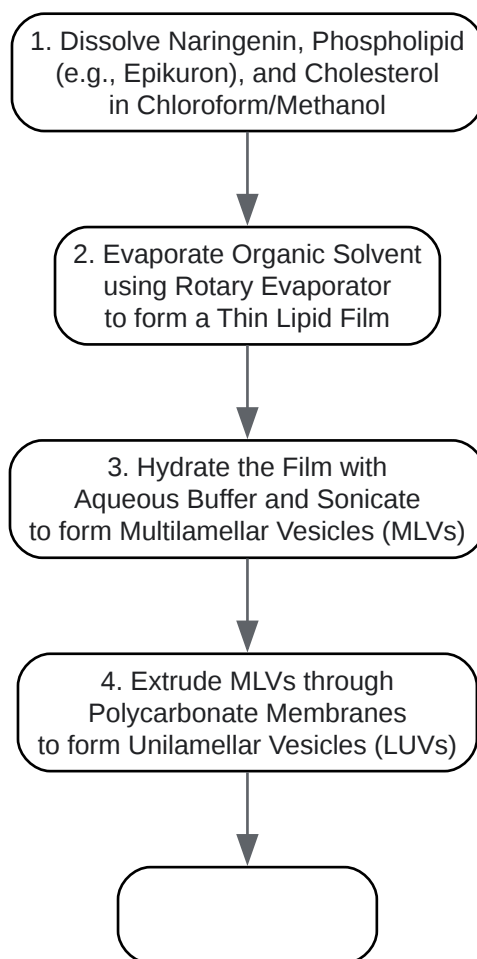 1. Dissolve Naringenin, Phospholipid
(e.g., Epikuron), and Cholesterol
in Chloroform/Methanol
2. Evaporate Organic Solvent
using Rotary Evaporator
to form a Thin Lipid Film
3. Hydrate the Film with
Aqueous Buffer and Sonicate
to form Multilamellar Vesicles (MLVs)
4. Extrude MLVs through
Polycarbonate Membranes
to form Unilamellar Vesicles (LUVs)